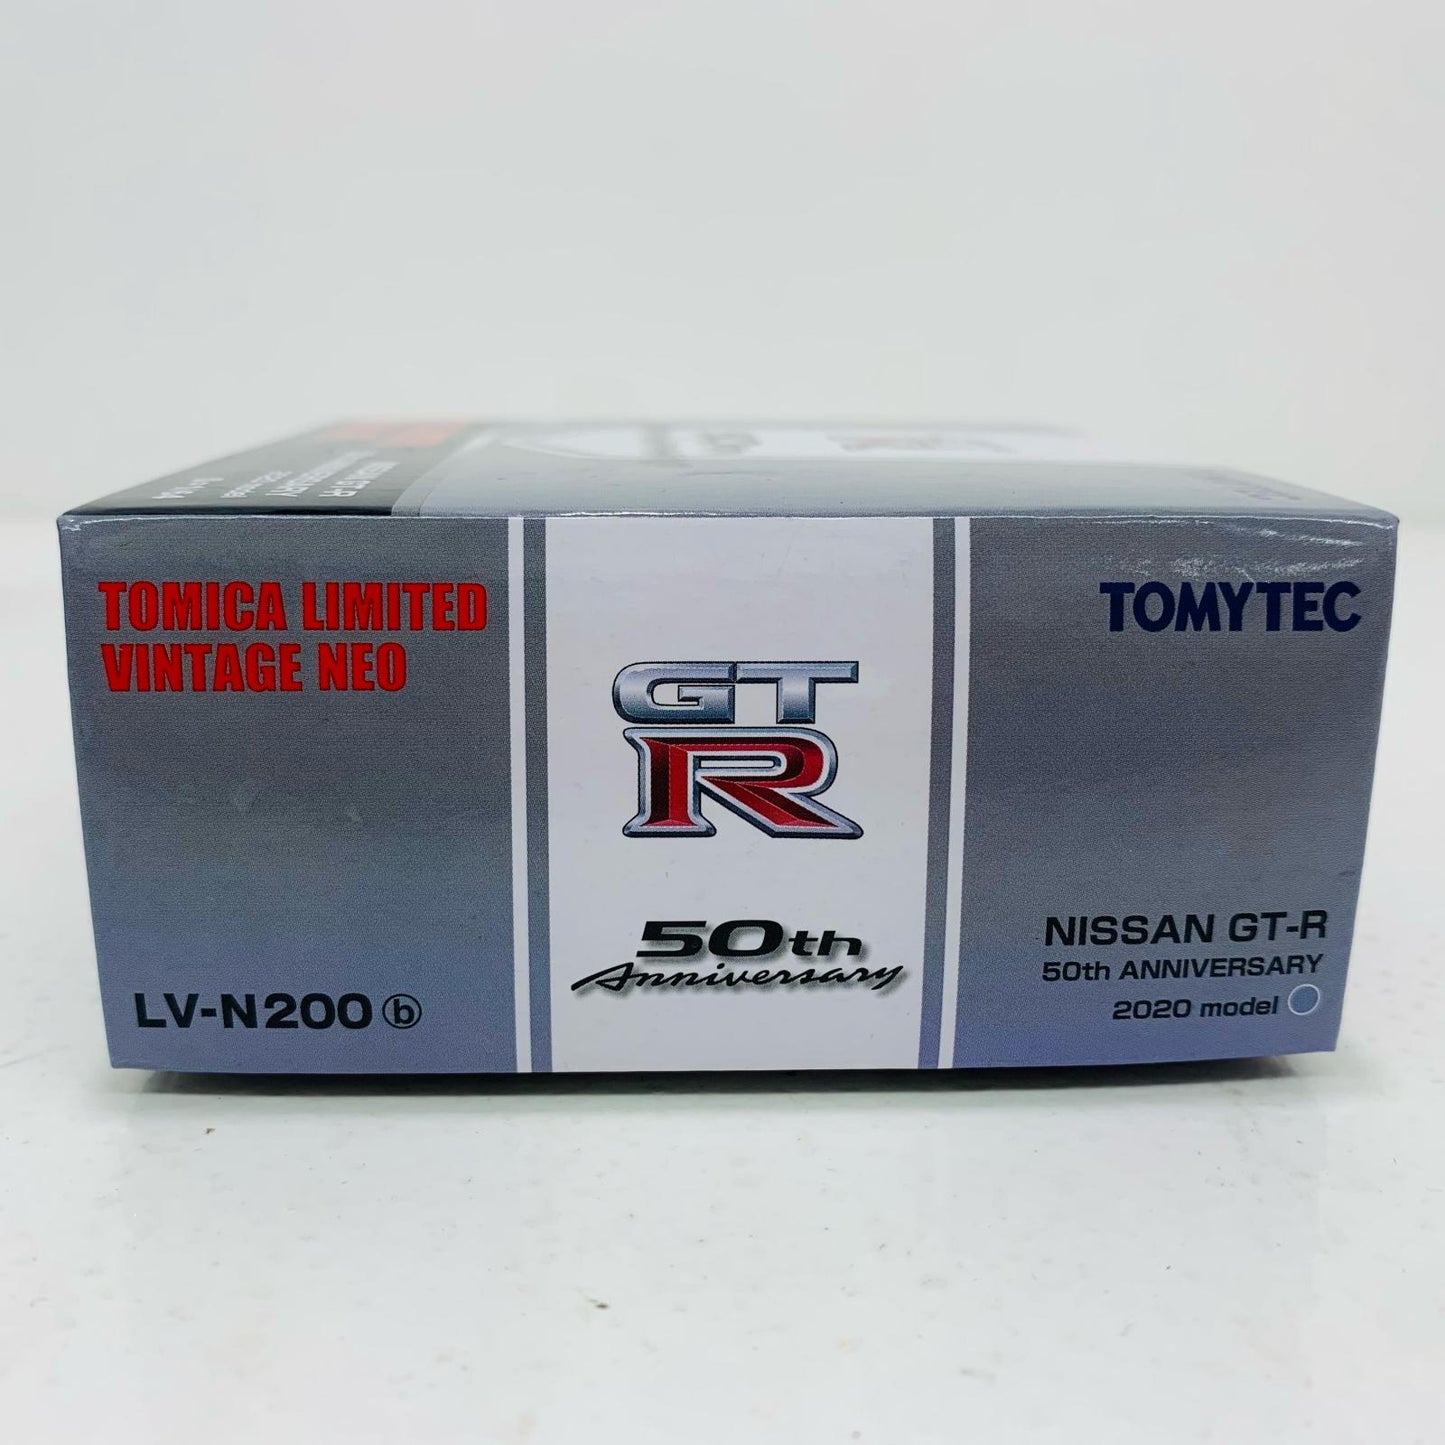 TOMICA LIMITED
VINTAGE NEO
LV-N200 ⓑ
GT
R
50th
Anniversary
TOMYTEC
NISSAN GT-R
50th ANNIVERSARY
2020 model